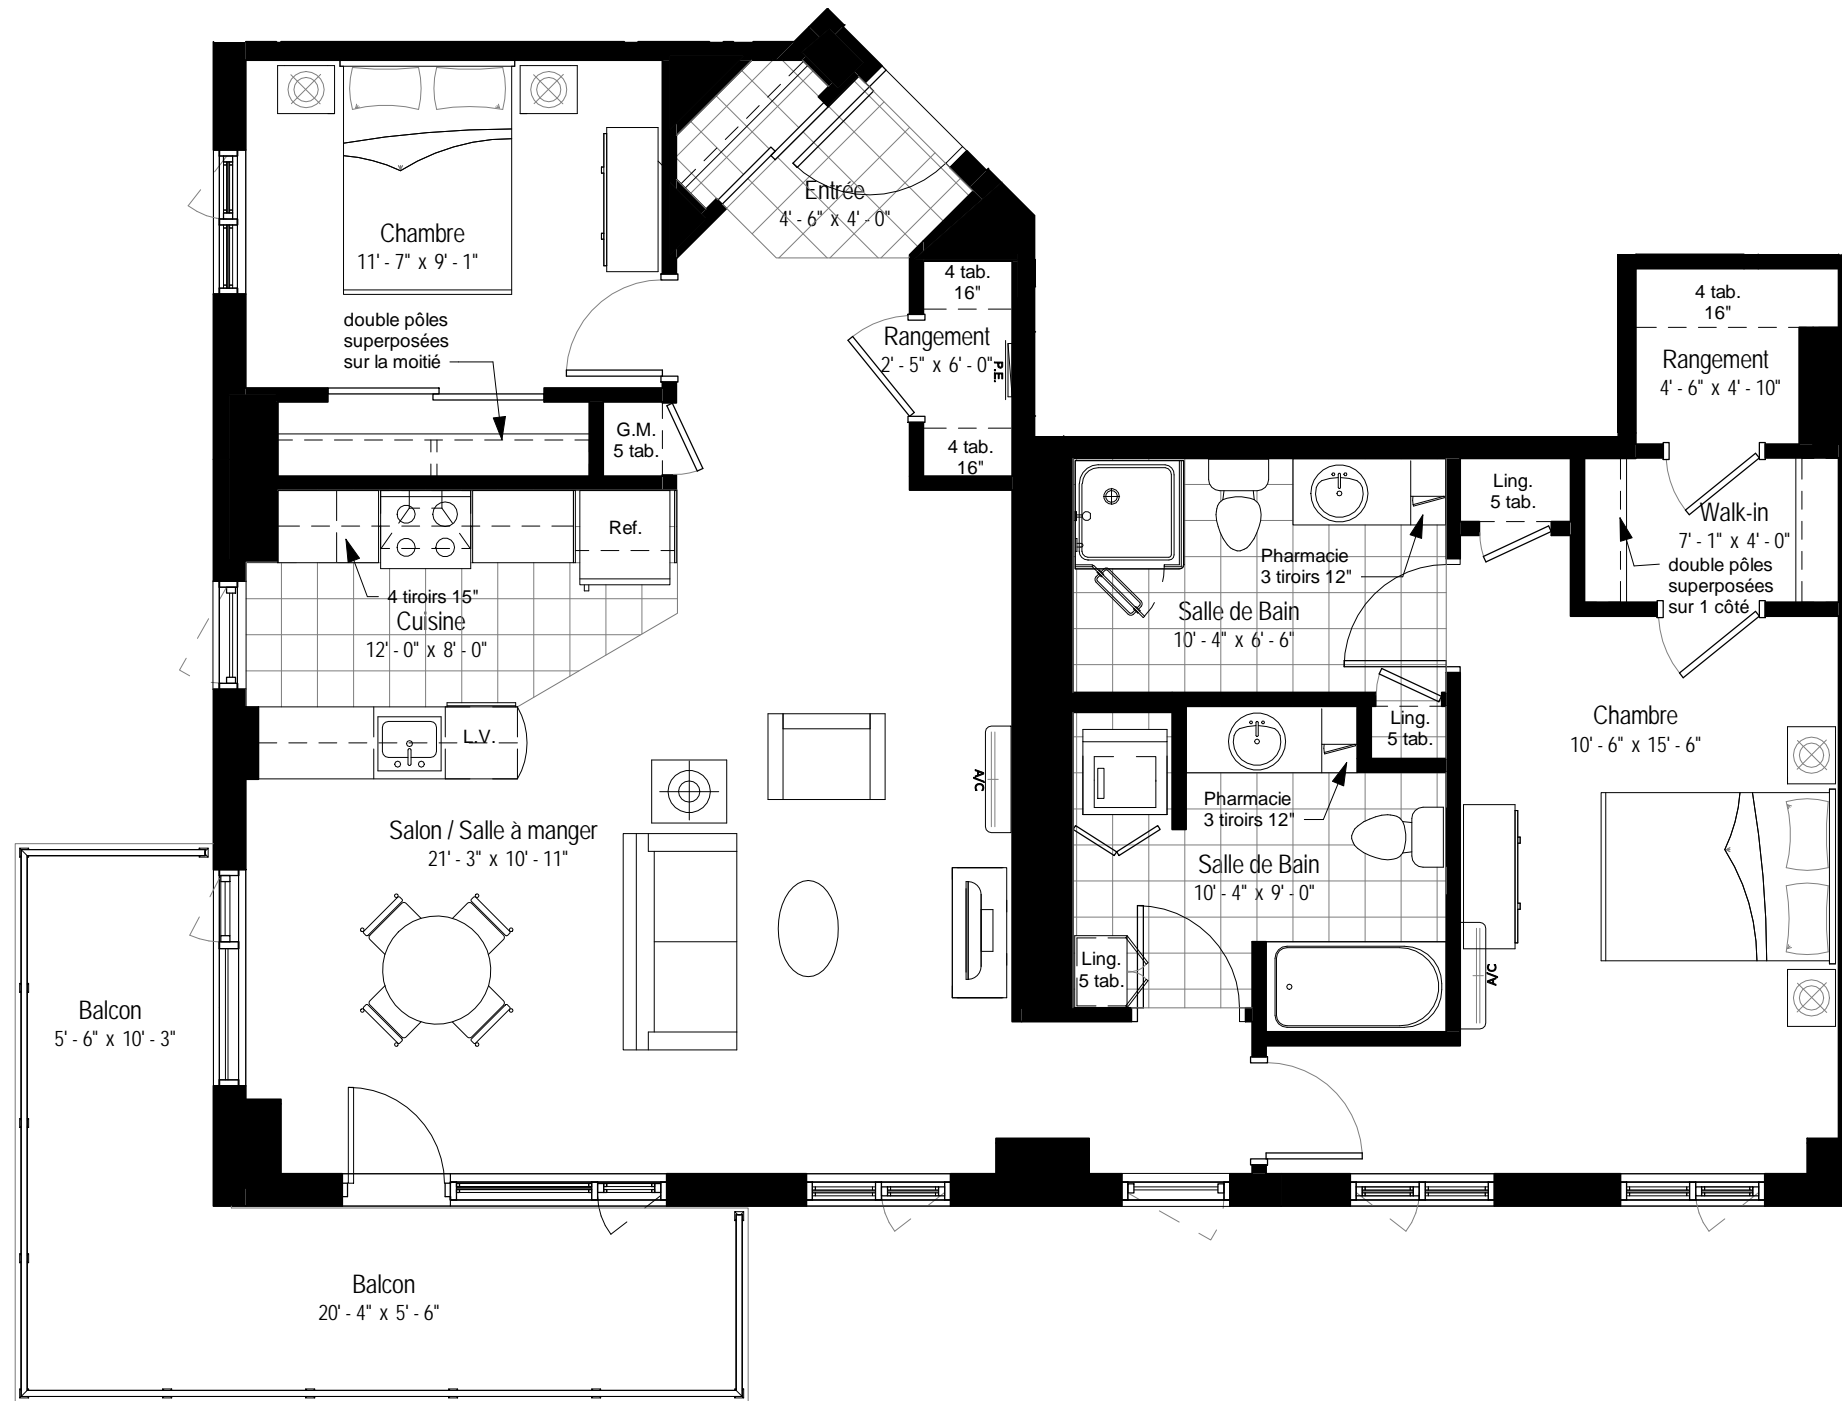 Entrée
4' - 6" x 4' - 0"
Chambre
11' - 7" x 9' - 1"
double pôles
superposées
sur la moitié
4 tab.
16"
Rangement
2' - 5" x 6' - 0"
P.E.
4 tab.
16"
G.M.
5 tab.
4 tab.
16"
Rangement
4' - 6" x 4' - 10"
Ling.
5 tab.
Walk-in
7' - 1" x 4' - 0"
double pôles
superposées
sur 1 côté
Ref.
4 tiroirs 15"
Cuisine
12' - 0" x 8' - 0"
L.V.
Pharmacie
3 tiroirs 12"
Salle de Bain
10' - 4" x 6' - 6"
Ling.
5 tab.
Chambre
10' - 6" x 15' - 6"
A/C
Pharmacie
3 tiroirs 12"
Salle de Bain
10' - 4" x 9' - 0"
Salon / Salle à manger
21' - 3" x 10' - 11"
Ling.
5 tab.
A/C
Balcon
5' - 6" x 10' - 3"
Balcon
20' - 4" x 5' - 6"